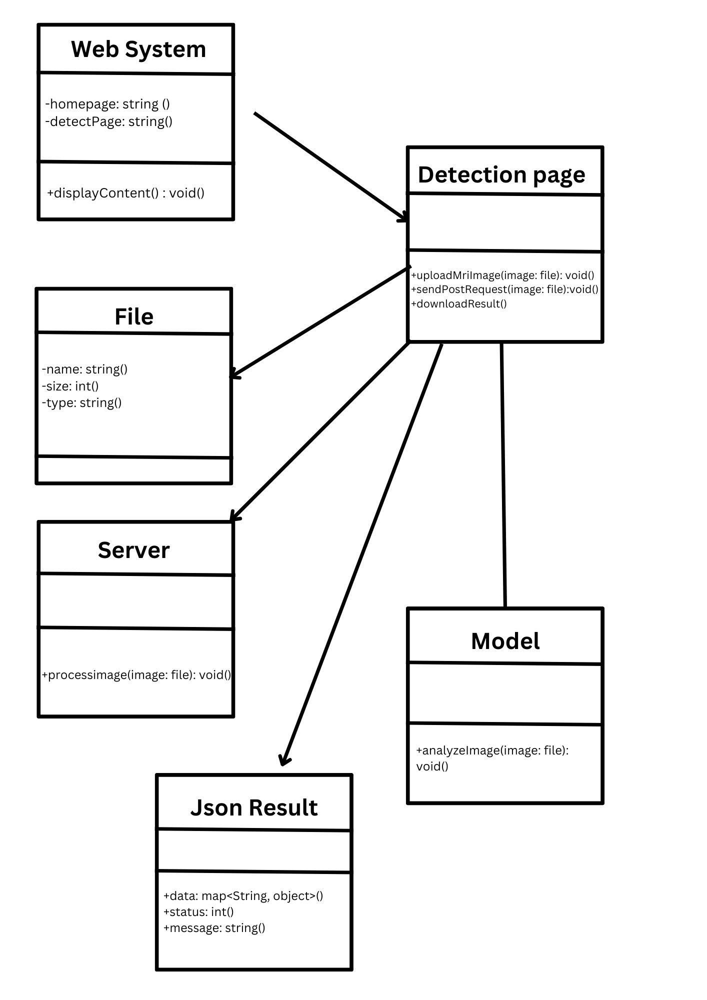 Web System
-homepage: string ()
-detectPage: string()
+displayContent() : void()
Detection page
+uploadMriImage(image: file): void()
+sendPostRequest(image: file):void()
+downloadResult()
File
-name: string()
-size: int()
-type: string()
Server
+processimage(image: file): void()
Model
+analyzeImage(image: file):
void()
Json Result
+data: map<String, object>()
+status: int()
+message: string()